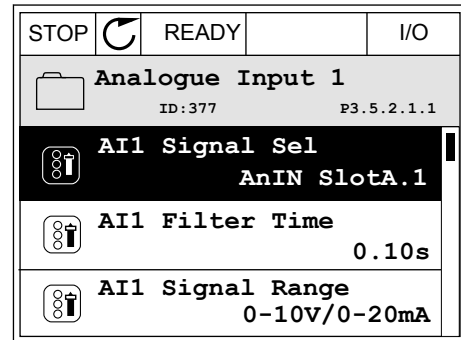 STOP READY I/O
Analogue Input 1
ID:377 P3.5.2.1.1
AI1 Signal Sel
AnIN SlotA.1
AI1 Filter Time
0.10s
AI1 Signal Range
0-10V/0-20mA